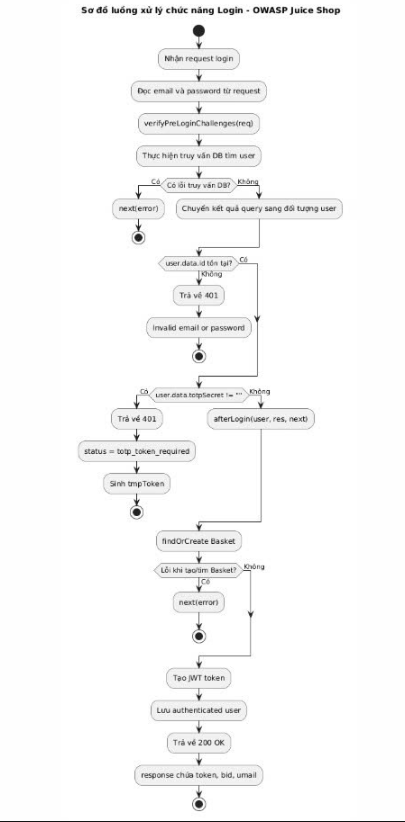 Sơ đồ luồng xử lý chức năng Login - OWASP Juice Shop
Nhận request login
Đọc email và password từ request
verifyPreLoginChallenges(req)
Thực hiện truy vấn DB tìm user
Có
Có lỗi truy vấn DB?
Không
next(error)
Chuyển kết quả query sang đối tượng user
user.data.id tồn tại?
Có
Không
Trả về 401
Invalid email or password
Có
user.data.totpSecret != ""
Không
Trả về 401
afterLogin(user, res, next)
status = totp_token_required
Sinh tmpToken
findOrCreate Basket
Lỗi khi tạo/tìm Basket?
Không
Có
next(error)
Tạo JWT token
Lưu authenticated user
Trả về 200 OK
response chứa token, bid, umail